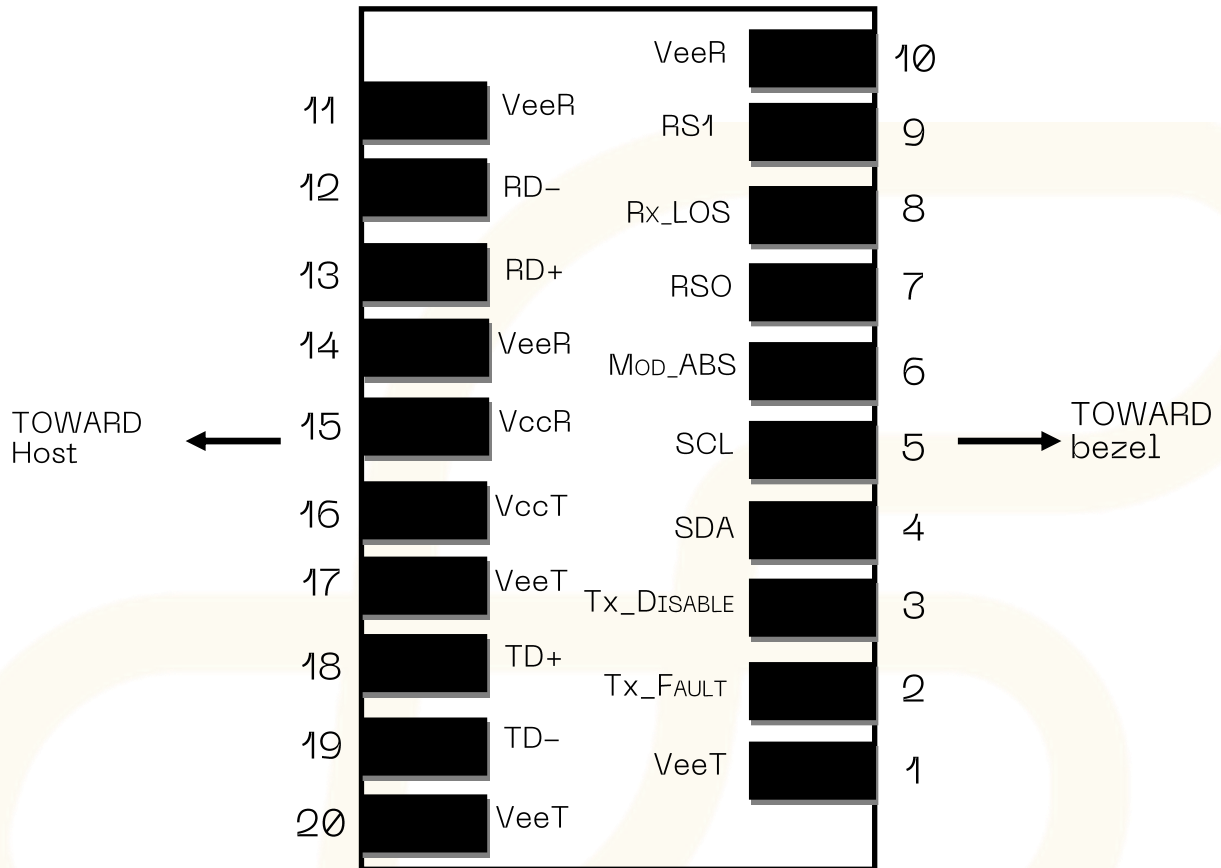 VeeR 10
11 VeeR
RS1 9
12 RD-
Rx_LOS 8
13 RD+
RSO 7
14 VeeR
Mod_ABS 6
15 VccR
TOWARD
Host
SCL 5
TOWARD
bezel
16 VccT
SDA 4
17 VeeT
Tx_Disable 3
18 TD+
Tx_Fault 2
19 TD-
VeeT 1
20 VeeT